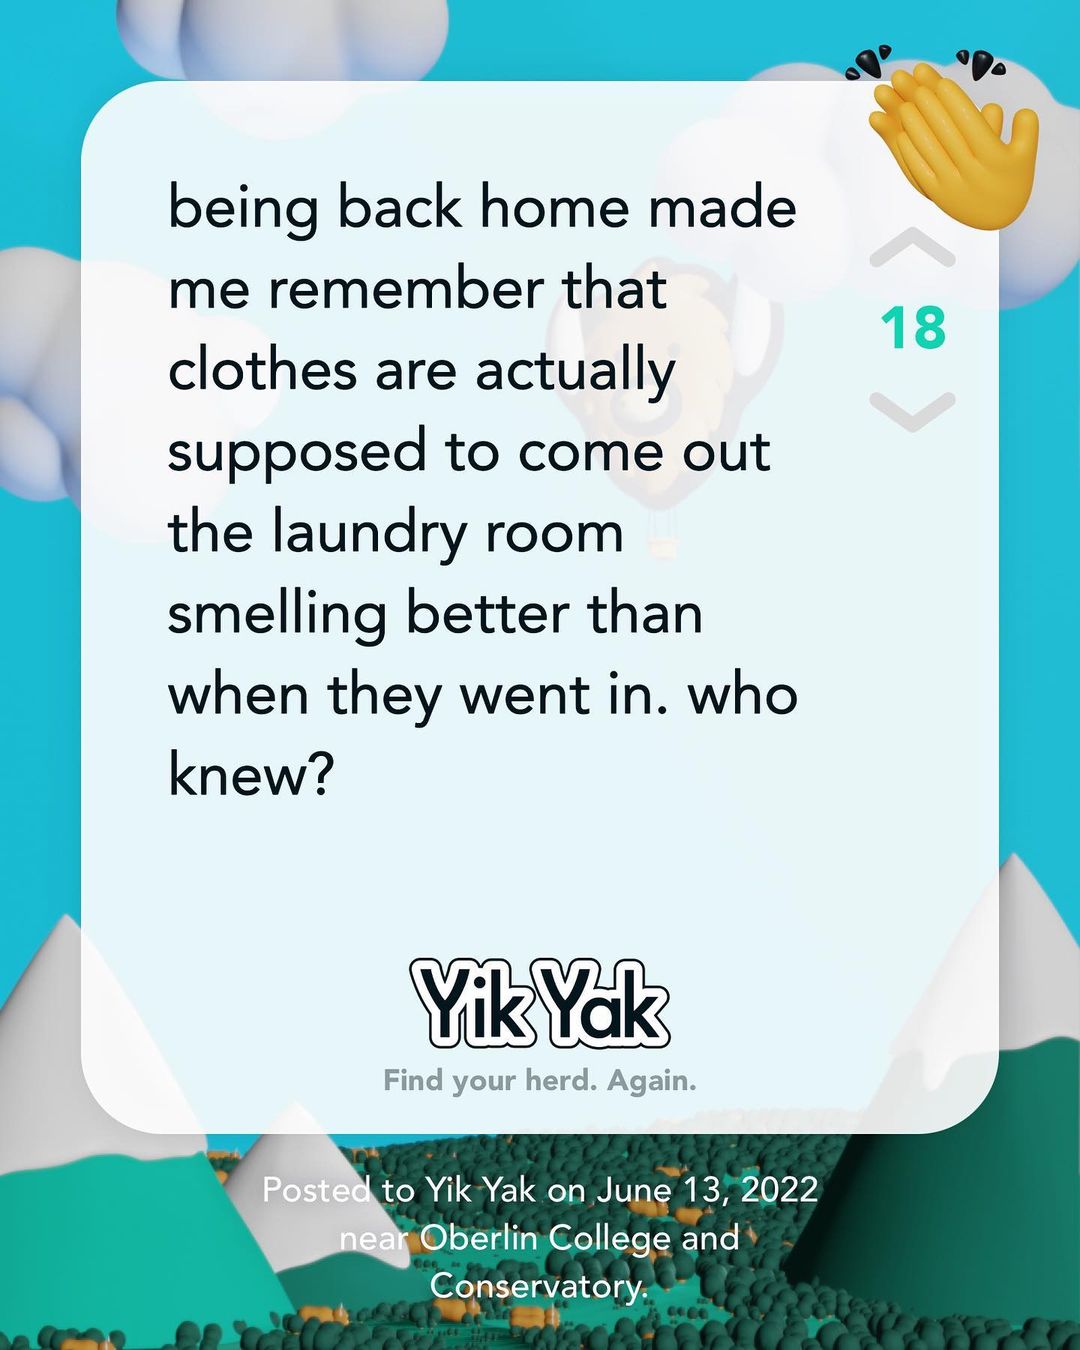 being back home made
me remember that
clothes are actually
supposed to come out
the laundry room
smelling better than
when they went in. who
knew?
18
Yik Yak
Find your herd. Again.
Posted to Yik Yak on June 13, 2022
near Oberlin College and
Conservatory.